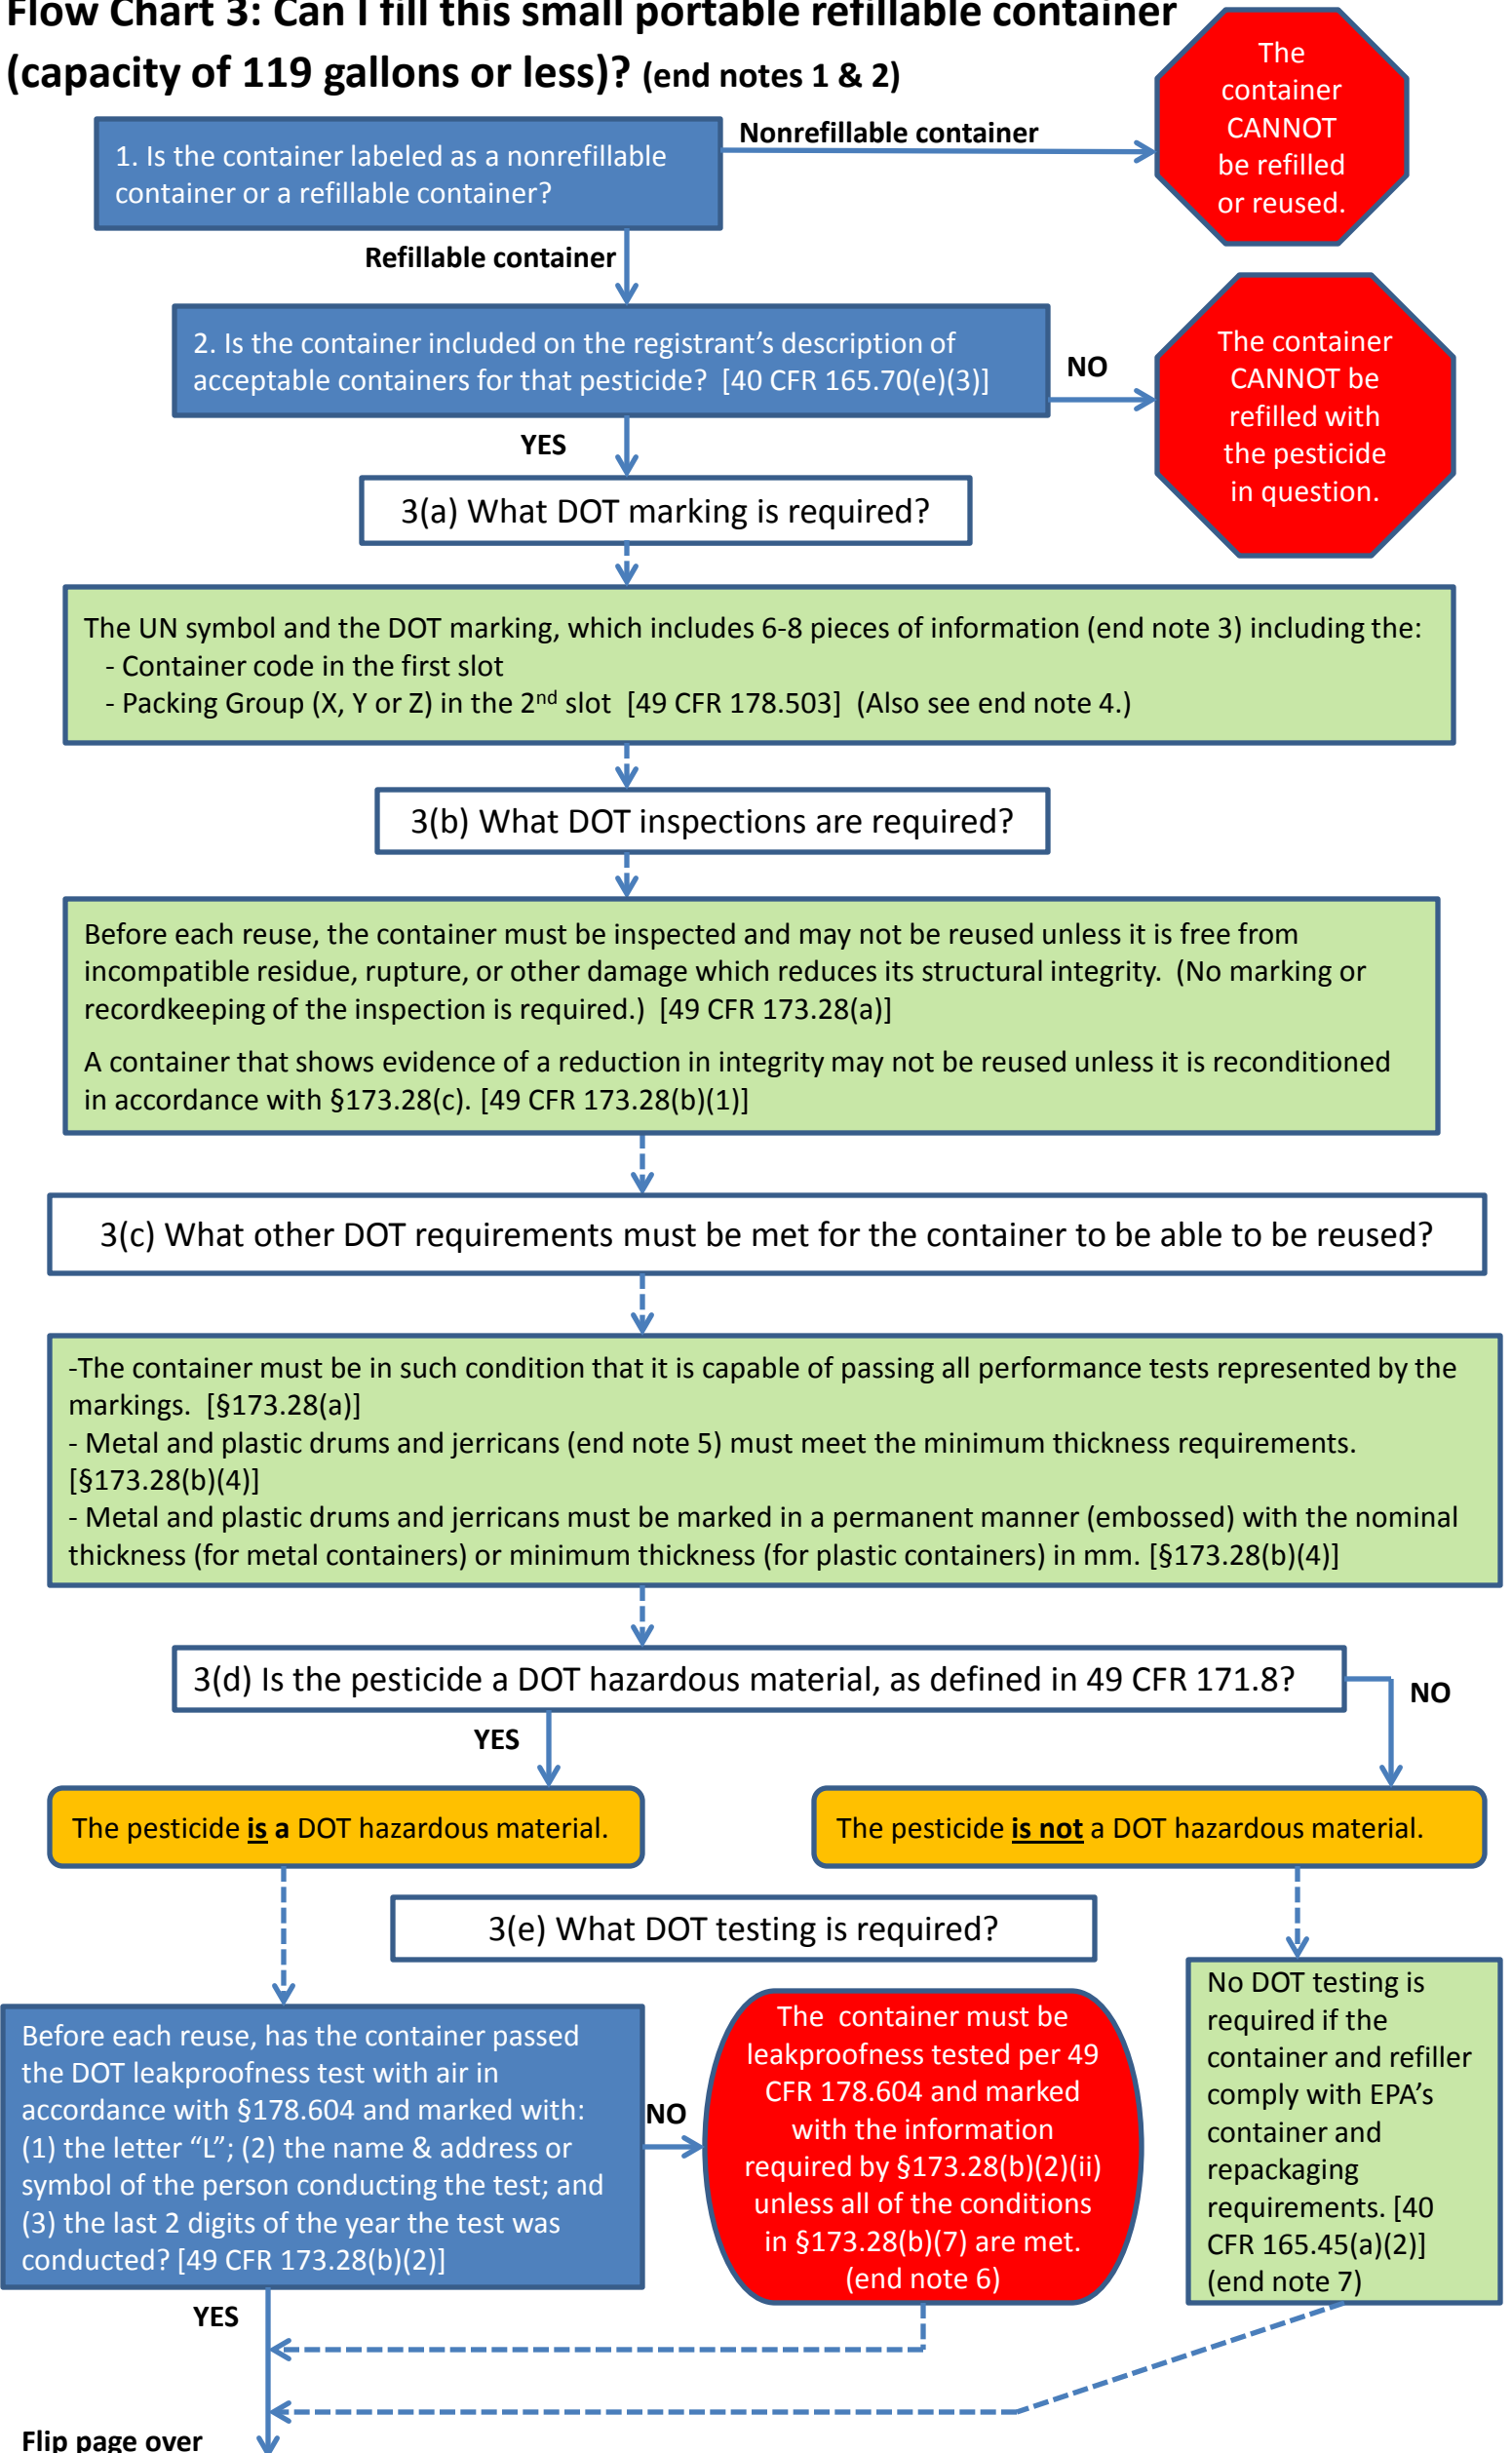 Flow Chart 3: Can I fill this small portable refillable container
(capacity of 119 gallons or less)? (end notes 1 & 2)
The
container
CANNOT
be refilled
or reused.
1. Is the container labeled as a nonrefillable
container or a refillable container?
Nonrefillable container
Refillable container
2. Is the container included on the registrant’s description of
acceptable containers for that pesticide? [40 CFR 165.70(e)(3)]
NO
The container
CANNOT be
refilled with
the pesticide
in question.
YES
3(a) What DOT marking is required?
The UN symbol and the DOT marking, which includes 6-8 pieces of information (end note 3) including the:
- Container code in the first slot
- Packing Group (X, Y or Z) in the 2nd slot [49 CFR 178.503] (Also see end note 4.)
3(b) What DOT inspections are required?
Before each reuse, the container must be inspected and may not be reused unless it is free from
incompatible residue, rupture, or other damage which reduces its structural integrity. (No marking or
recordkeeping of the inspection is required.) [49 CFR 173.28(a)]
A container that shows evidence of a reduction in integrity may not be reused unless it is reconditioned
in accordance with §173.28(c). [49 CFR 173.28(b)(1)]
3(c) What other DOT requirements must be met for the container to be able to be reused?
-The container must be in such condition that it is capable of passing all performance tests represented by the
markings. [§173.28(a)]
- Metal and plastic drums and jerricans (end note 5) must meet the minimum thickness requirements.
[§173.28(b)(4)]
- Metal and plastic drums and jerricans must be marked in a permanent manner (embossed) with the nominal
thickness (for metal containers) or minimum thickness (for plastic containers) in mm. [§173.28(b)(4)]
3(d) Is the pesticide a DOT hazardous material, as defined in 49 CFR 171.8?
NO
YES
The pesticide is a DOT hazardous material.
The pesticide is not a DOT hazardous material.
3(e) What DOT testing is required?
Before each reuse, has the container passed
the DOT leakproofness test with air in
accordance with §178.604 and marked with:
(1) the letter “L”; (2) the name & address or
symbol of the person conducting the test; and
(3) the last 2 digits of the year the test was
conducted? [49 CFR 173.28(b)(2)]
NO
The container must be
leakproofness tested per 49
CFR 178.604 and marked
with the information
required by §173.28(b)(2)(ii)
unless all of the conditions
in §173.28(b)(7) are met.
(end note 6)
No DOT testing is
required if the
container and refiller
comply with EPA’s
container and
repackaging
requirements. [40
CFR 165.45(a)(2)]
(end note 7)
YES
Flip page over